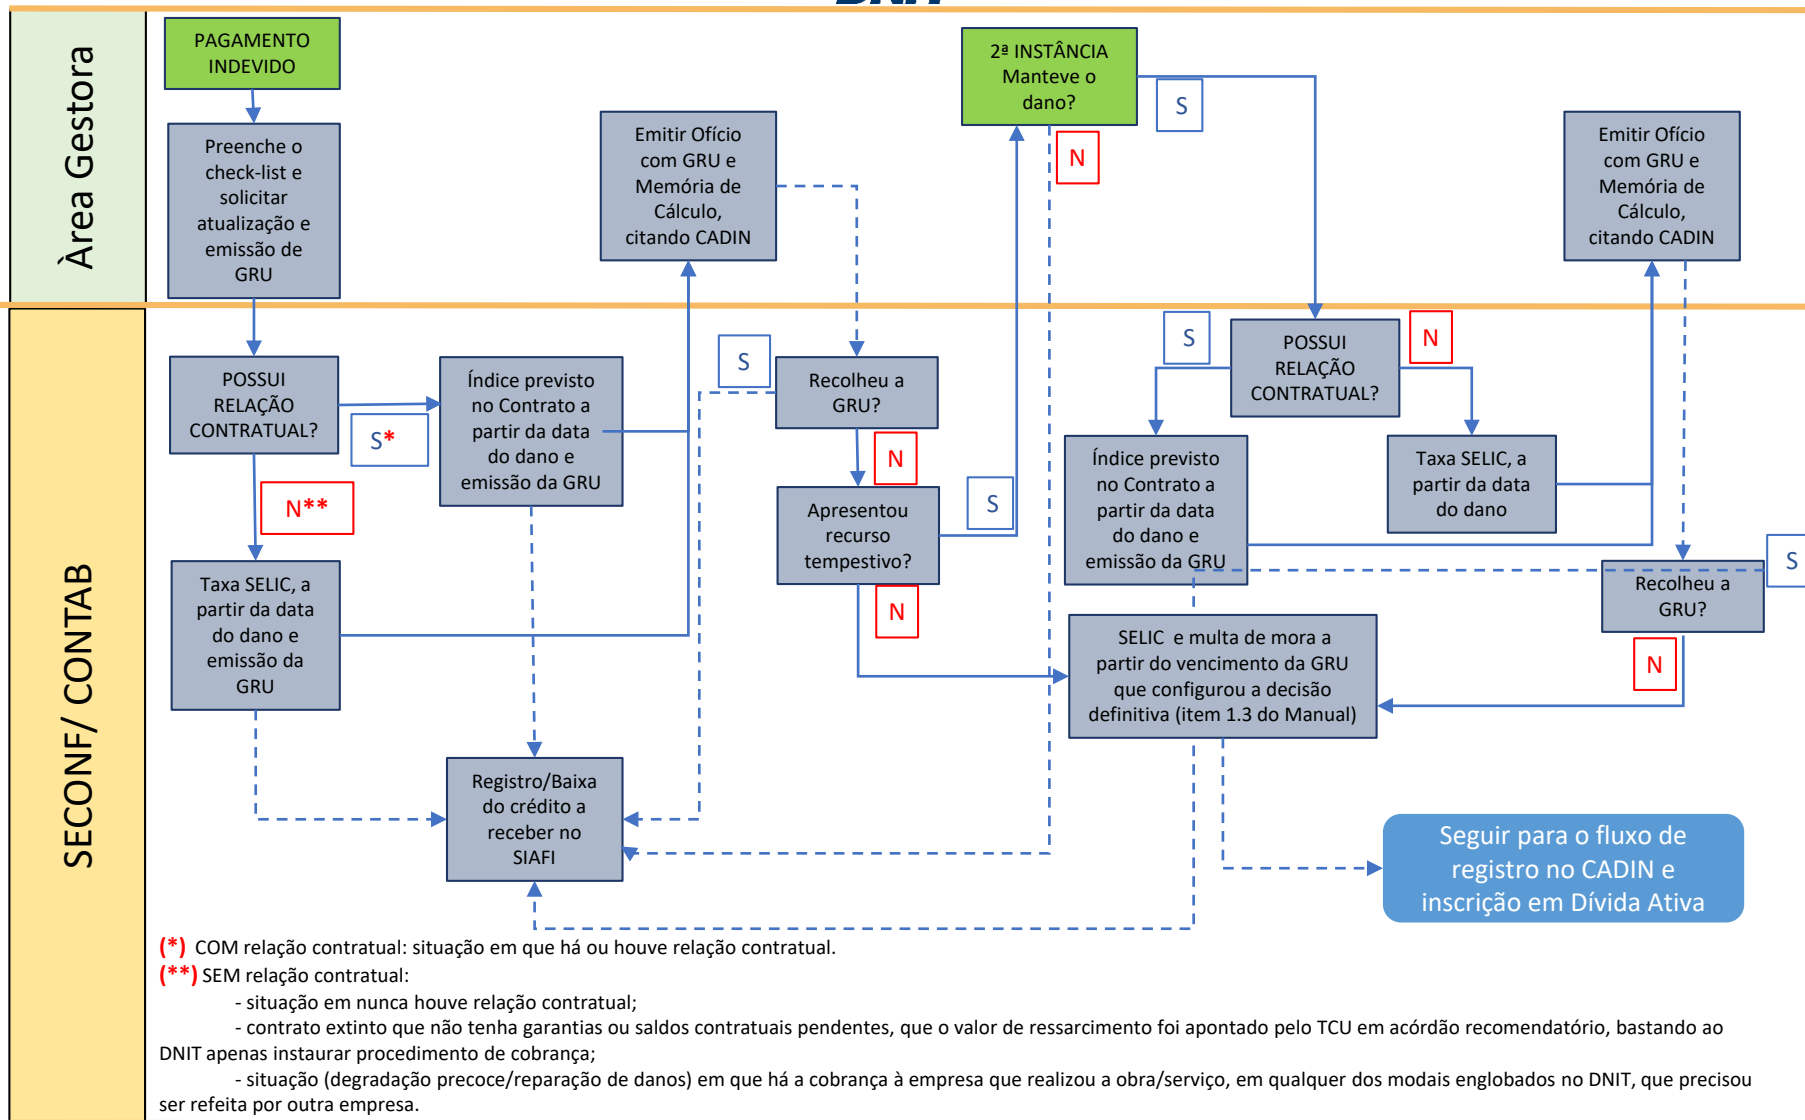 DNIT
Àrea Gestora
PAGAMENTO
INDEVIDO
Preenche o
check-list e
solicitar
atualização e
emissão de
GRU
Emitir Ofício
com GRU e
Memória de
Cálculo,
citando CADIN
2ª INSTÂNCIA
Manteve o
dano?
S
N
Emitir Ofício
com GRU e
Memória de
Cálculo,
citando CADIN
SECONF/ CONTAB
POSSUI
RELAÇÃO
CONTRATUAL?
S*
N**
Índice previsto
no Contrato a
partir da data
do dano e
emissão da GRU
Taxa SELIC, a
partir da data
do dano e
emissão da
GRU
S
Recolheu a
GRU?
N
Apresentou
recurso
tempestivo?
S
N
Registro/Baixa
do crédito a
receber no
SIAFI
S
POSSUI
RELAÇÃO
CONTRATUAL?
N
Índice previsto
no Contrato a
partir da data
do dano e
emissão da GRU
Taxa SELIC, a
partir da data
do dano
S
Recolheu a
GRU?
N
SELIC e multa de mora a
partir do vencimento da GRU
que configurou a decisão
definitiva (item 1.3 do Manual)
Seguir para o fluxo de
registro no CADIN e
inscrição em Dívida Ativa
(*) COM relação contratual: situação em que há ou houve relação contratual.
(**) SEM relação contratual:
- situação em nunca houve relação contratual;
- contrato extinto que não tenha garantias ou saldos contratuais pendentes, que o valor de ressarcimento foi apontado pelo TCU em acórdão recomendatório, bastando ao
DNIT apenas instaurar procedimento de cobrança;
- situação (degradação precoce/reparação de danos) em que há a cobrança à empresa que realizou a obra/serviço, em qualquer dos modais englobados no DNIT, que precisou
ser refeita por outra empresa.